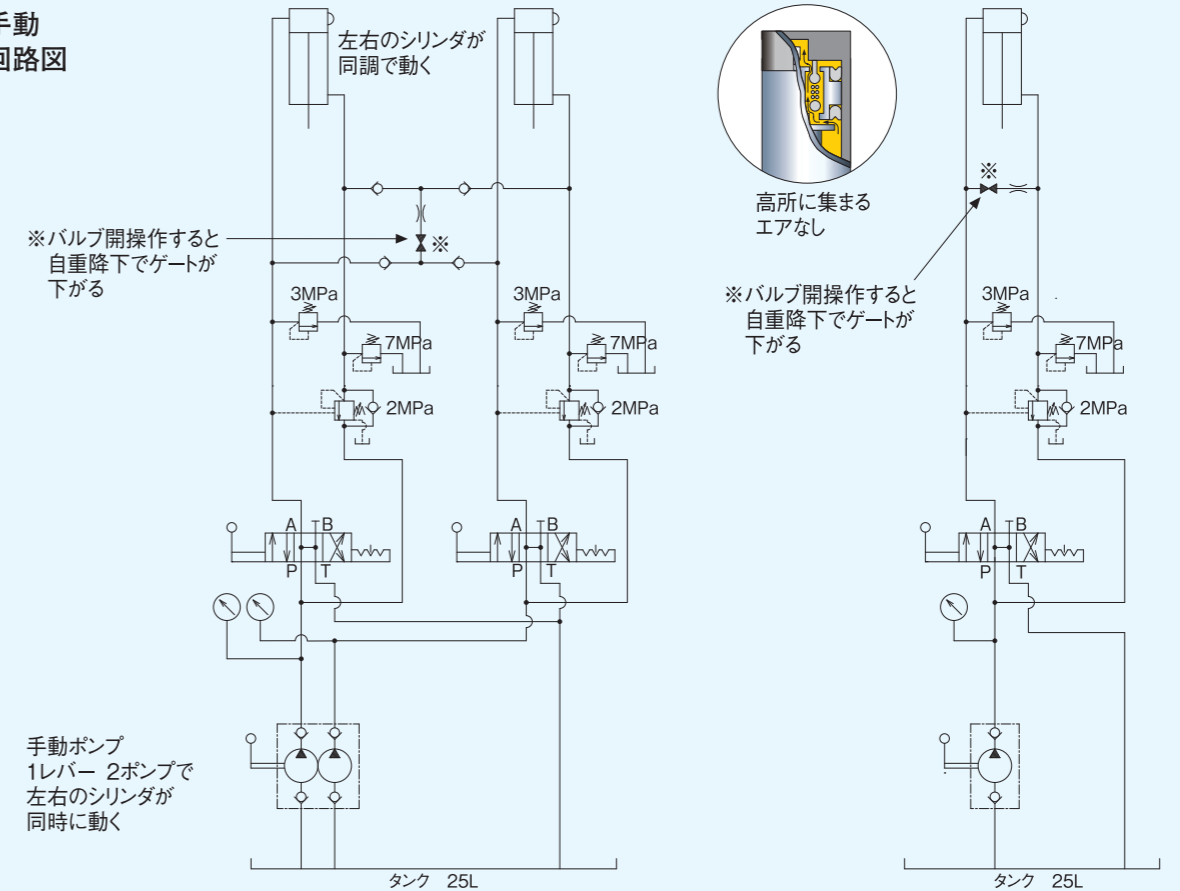 手動
回路図
左右のシリンダが
同調で動く
※バルブ開操作すると
自重降下でゲートが
下がる
※
3MPa
7MPa
2MPa
3MPa
7MPa
2MPa
A B
P T
A B
P T
手動ポンプ
1レバー 2ポンプで
左右のシリンダが
同時に動く
タンク 25L
高所に集まる
エアなし
※
※バルブ開操作すると
自重降下でゲートが
下がる
3MPa
7MPa
2MPa
A B
P T
タンク 25L